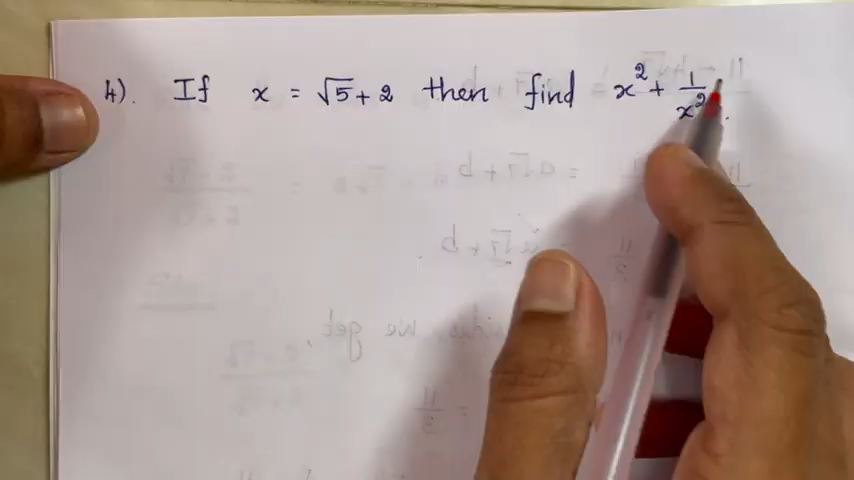 4). If x = √5 + 2 then find x² + 1/x².